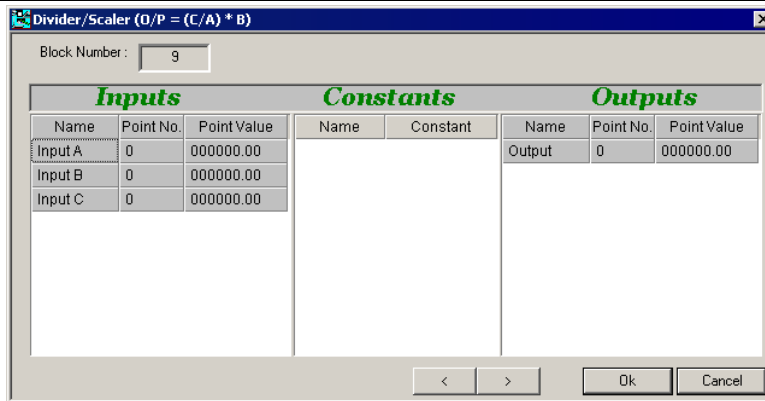 Divider/Scaler (O/P = (C/A) * B)
Block Number : 9
Inputs Constants Outputs
Name Point No. Point Value Name Constant Name Point No. Point Value
Input A 0 000000.00 Output 0 000000.00
Input B 0 000000.00
Input C 0 000000.00
< > Ok Cancel